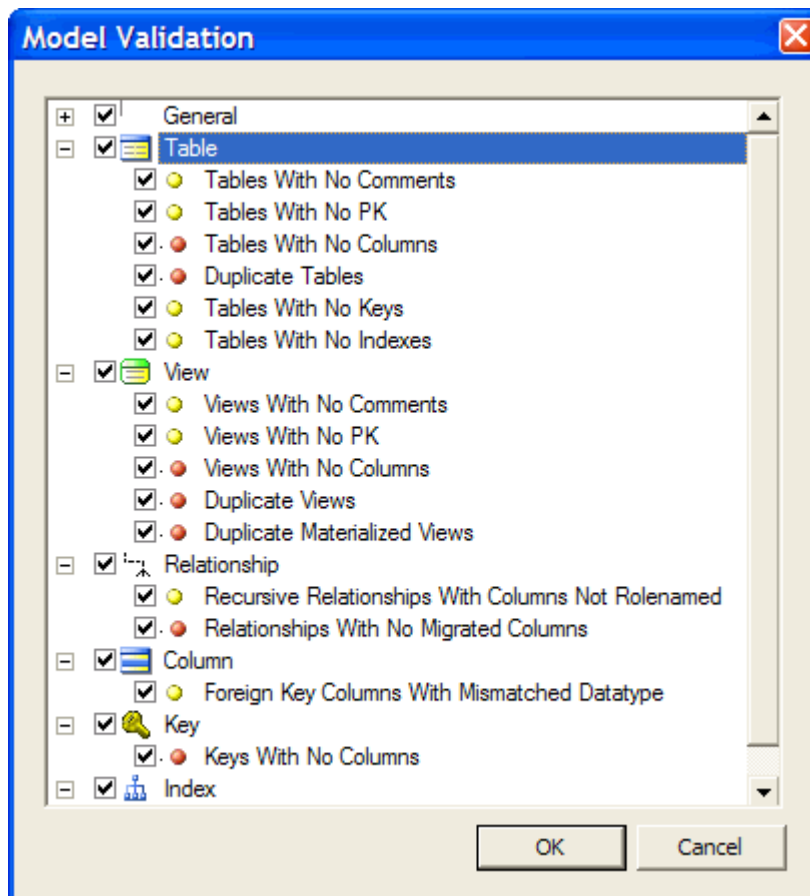 Model Validation
General
Table
Tables With No Comments
Tables With No PK
Tables With No Columns
Duplicate Tables
Tables With No Keys
Tables With No Indexes
View
Views With No Comments
Views With No PK
Views With No Columns
Duplicate Views
Duplicate Materialized Views
Relationship
Recursive Relationships With Columns Not Rolenamed
Relationships With No Migrated Columns
Column
Foreign Key Columns With Mismatched Datatype
Key
Keys With No Columns
Index
OK Cancel